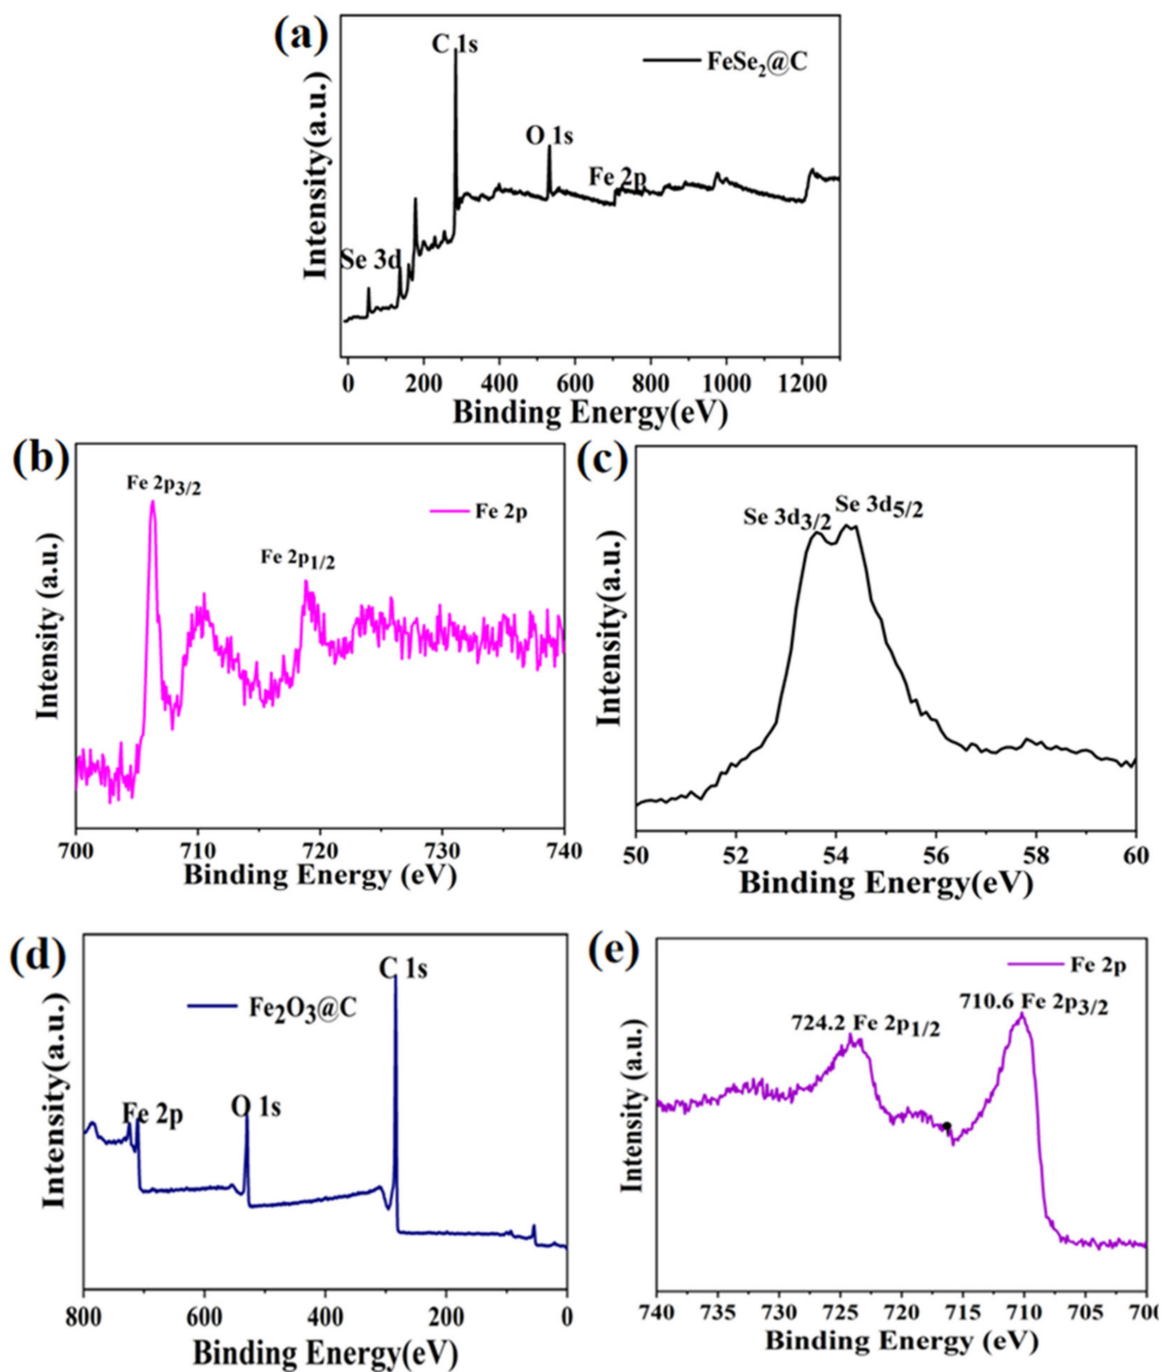 (a)
C 1s
FeSe2@C
O 1s
Fe 2p
Se 3d
Intensity(a.u.)
0 200 400 600 800 1000 1200
Binding Energy(eV)
(b)
Fe 2p3/2
Fe 2p
Fe 2p1/2
Intensity (a.u.)
700 710 720 730 740
Binding Energy (eV)
(c)
Se 3d3/2
Se 3d5/2
Intensity(a.u.)
50 52 54 56 58 60
Binding Energy(eV)
(d)
C 1s
Fe2O3@C
Fe 2p
O 1s
Intensity(a.u.)
800 600 400 200 0
Binding Energy(eV)
(e)
Fe 2p
710.6 Fe 2p3/2
724.2 Fe 2p1/2
Intensity (a.u.)
740 735 730 725 720 715 710 705 700
Binding Energy (eV)